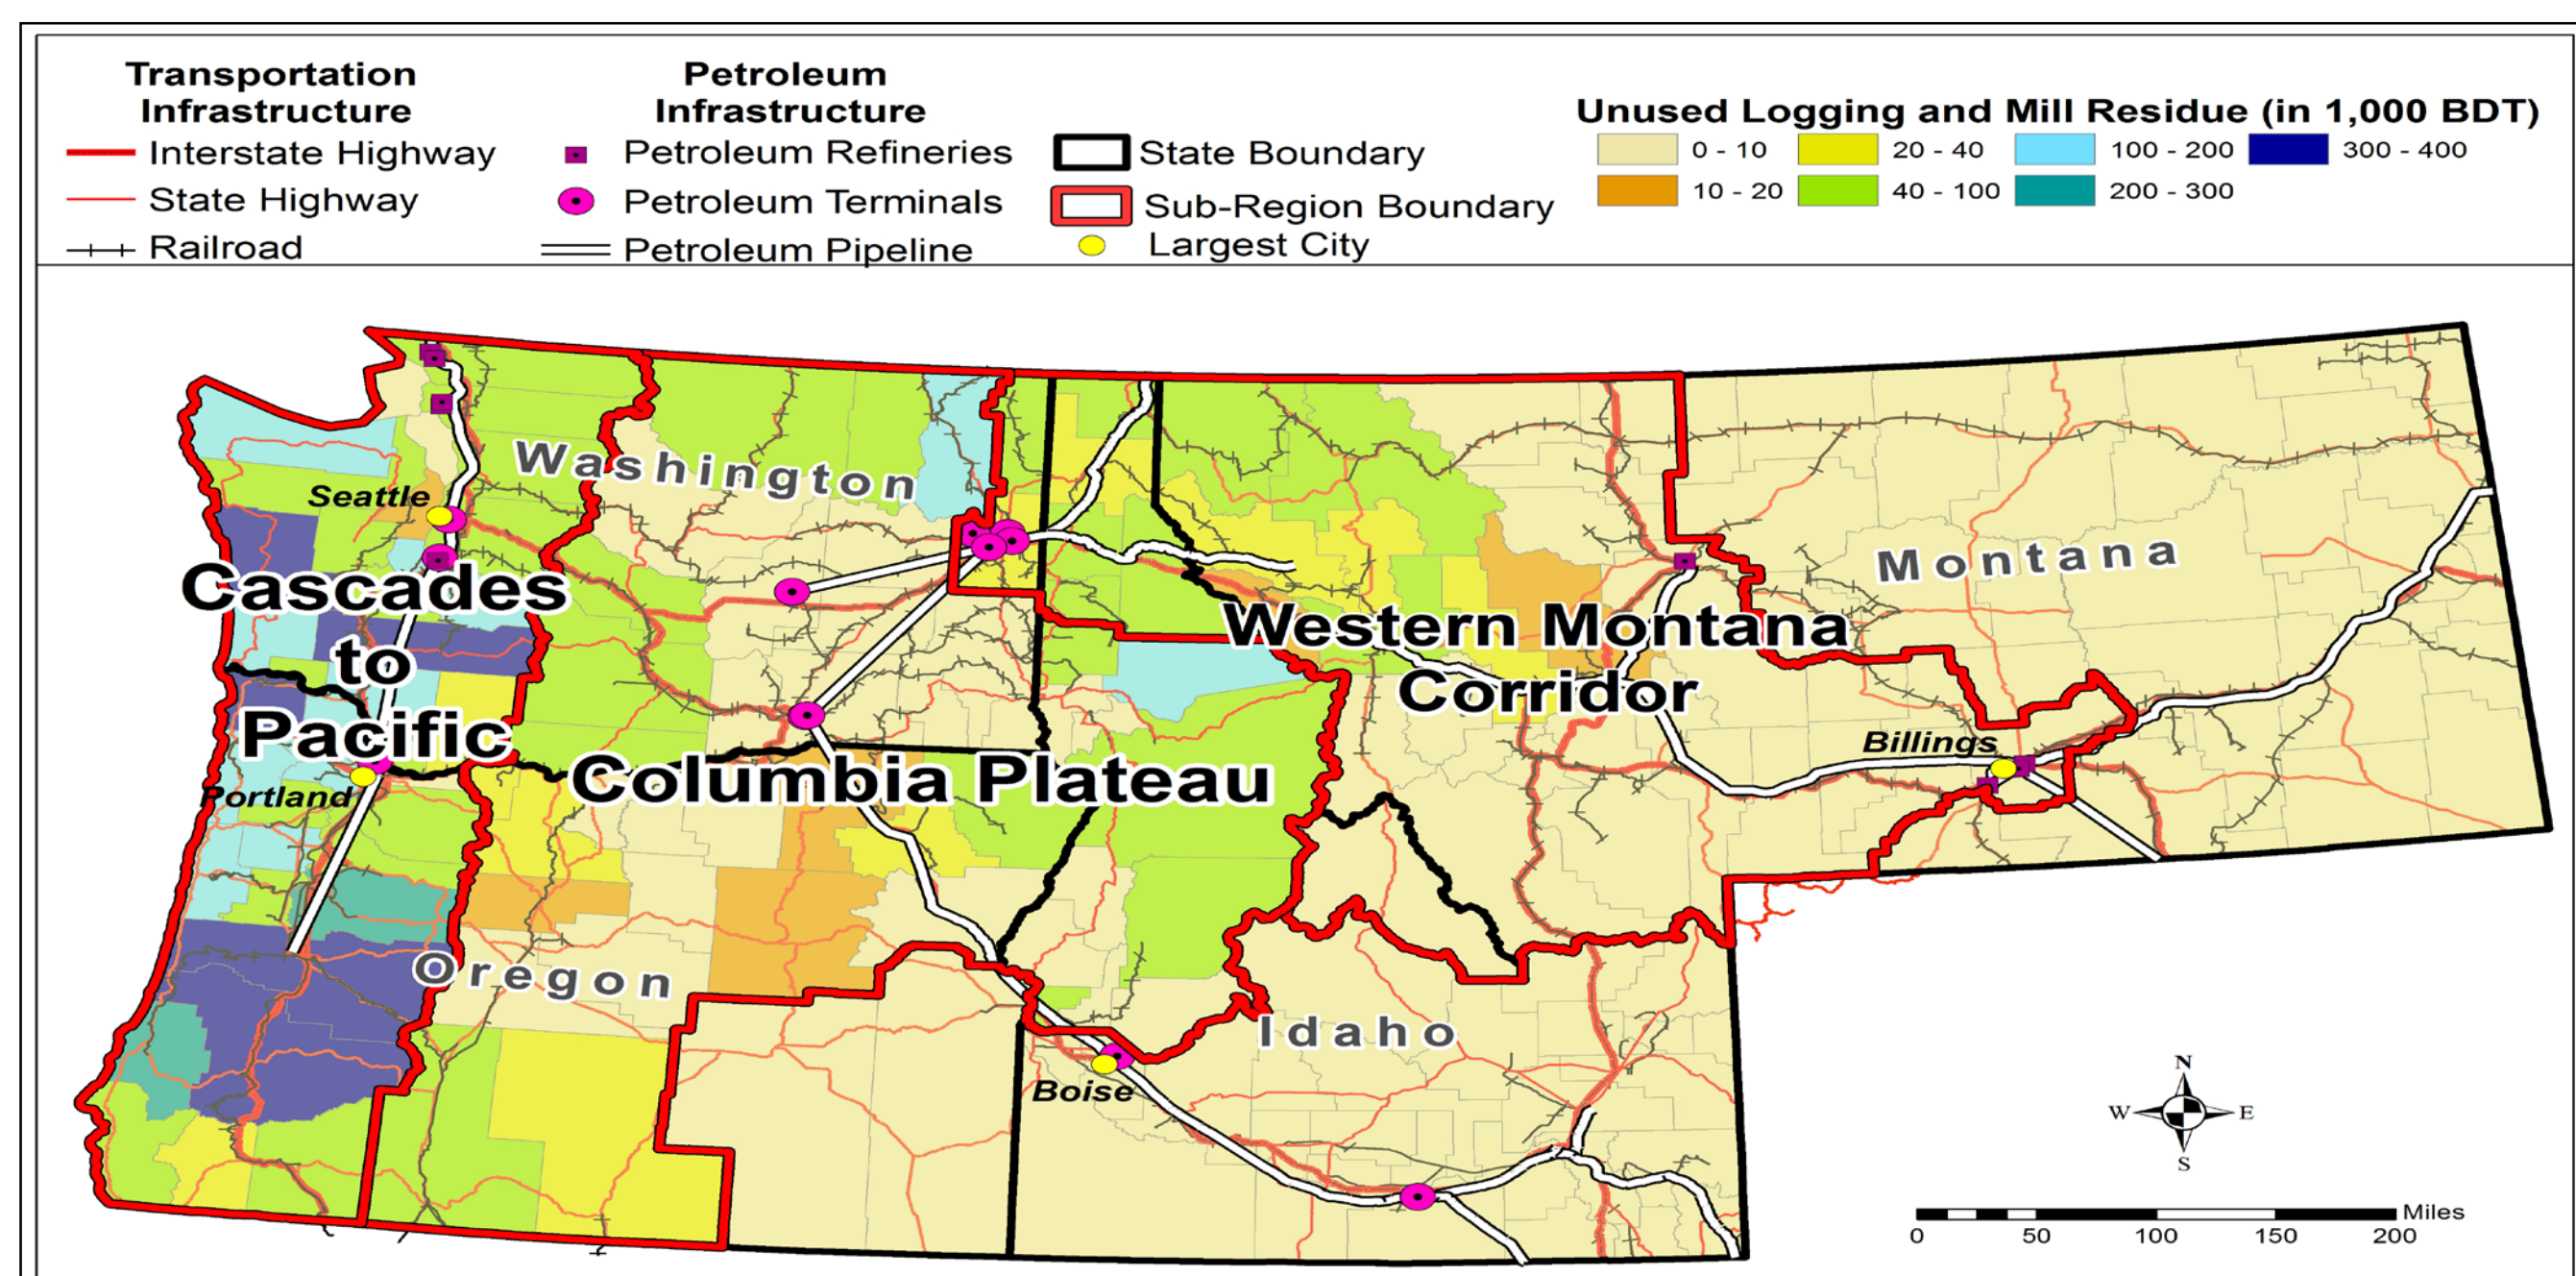 Transportation
Infrastructure
Interstate Highway
State Highway
Railroad
Petroleum
Infrastructure
Petroleum Refineries
Petroleum Terminals
Petroleum Pipeline
State Boundary
Sub-Region Boundary
Largest City
Unused Logging and Mill Residue (in 1,000 BDT)
0 - 10
20 - 40
100 - 200
300 - 400
10 - 20
40 - 100
200 - 300
Washington
Seattle
Montana
Cascades
to
Pacific
Western Montana
Corridor
Billings
Columbia Plateau
Portland
Oregon
Idaho
Boise
N
W E
S
Miles
0 50 100 150 200